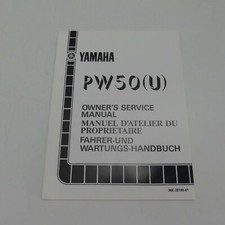 YAMAHA
PW50(U)
OWNER'S SERVICE
MANUAL
MANUEL D'ATELIER DU
PROPRIETAIRE
FAHRER-UND
WARTUNGS-HANDBUCH